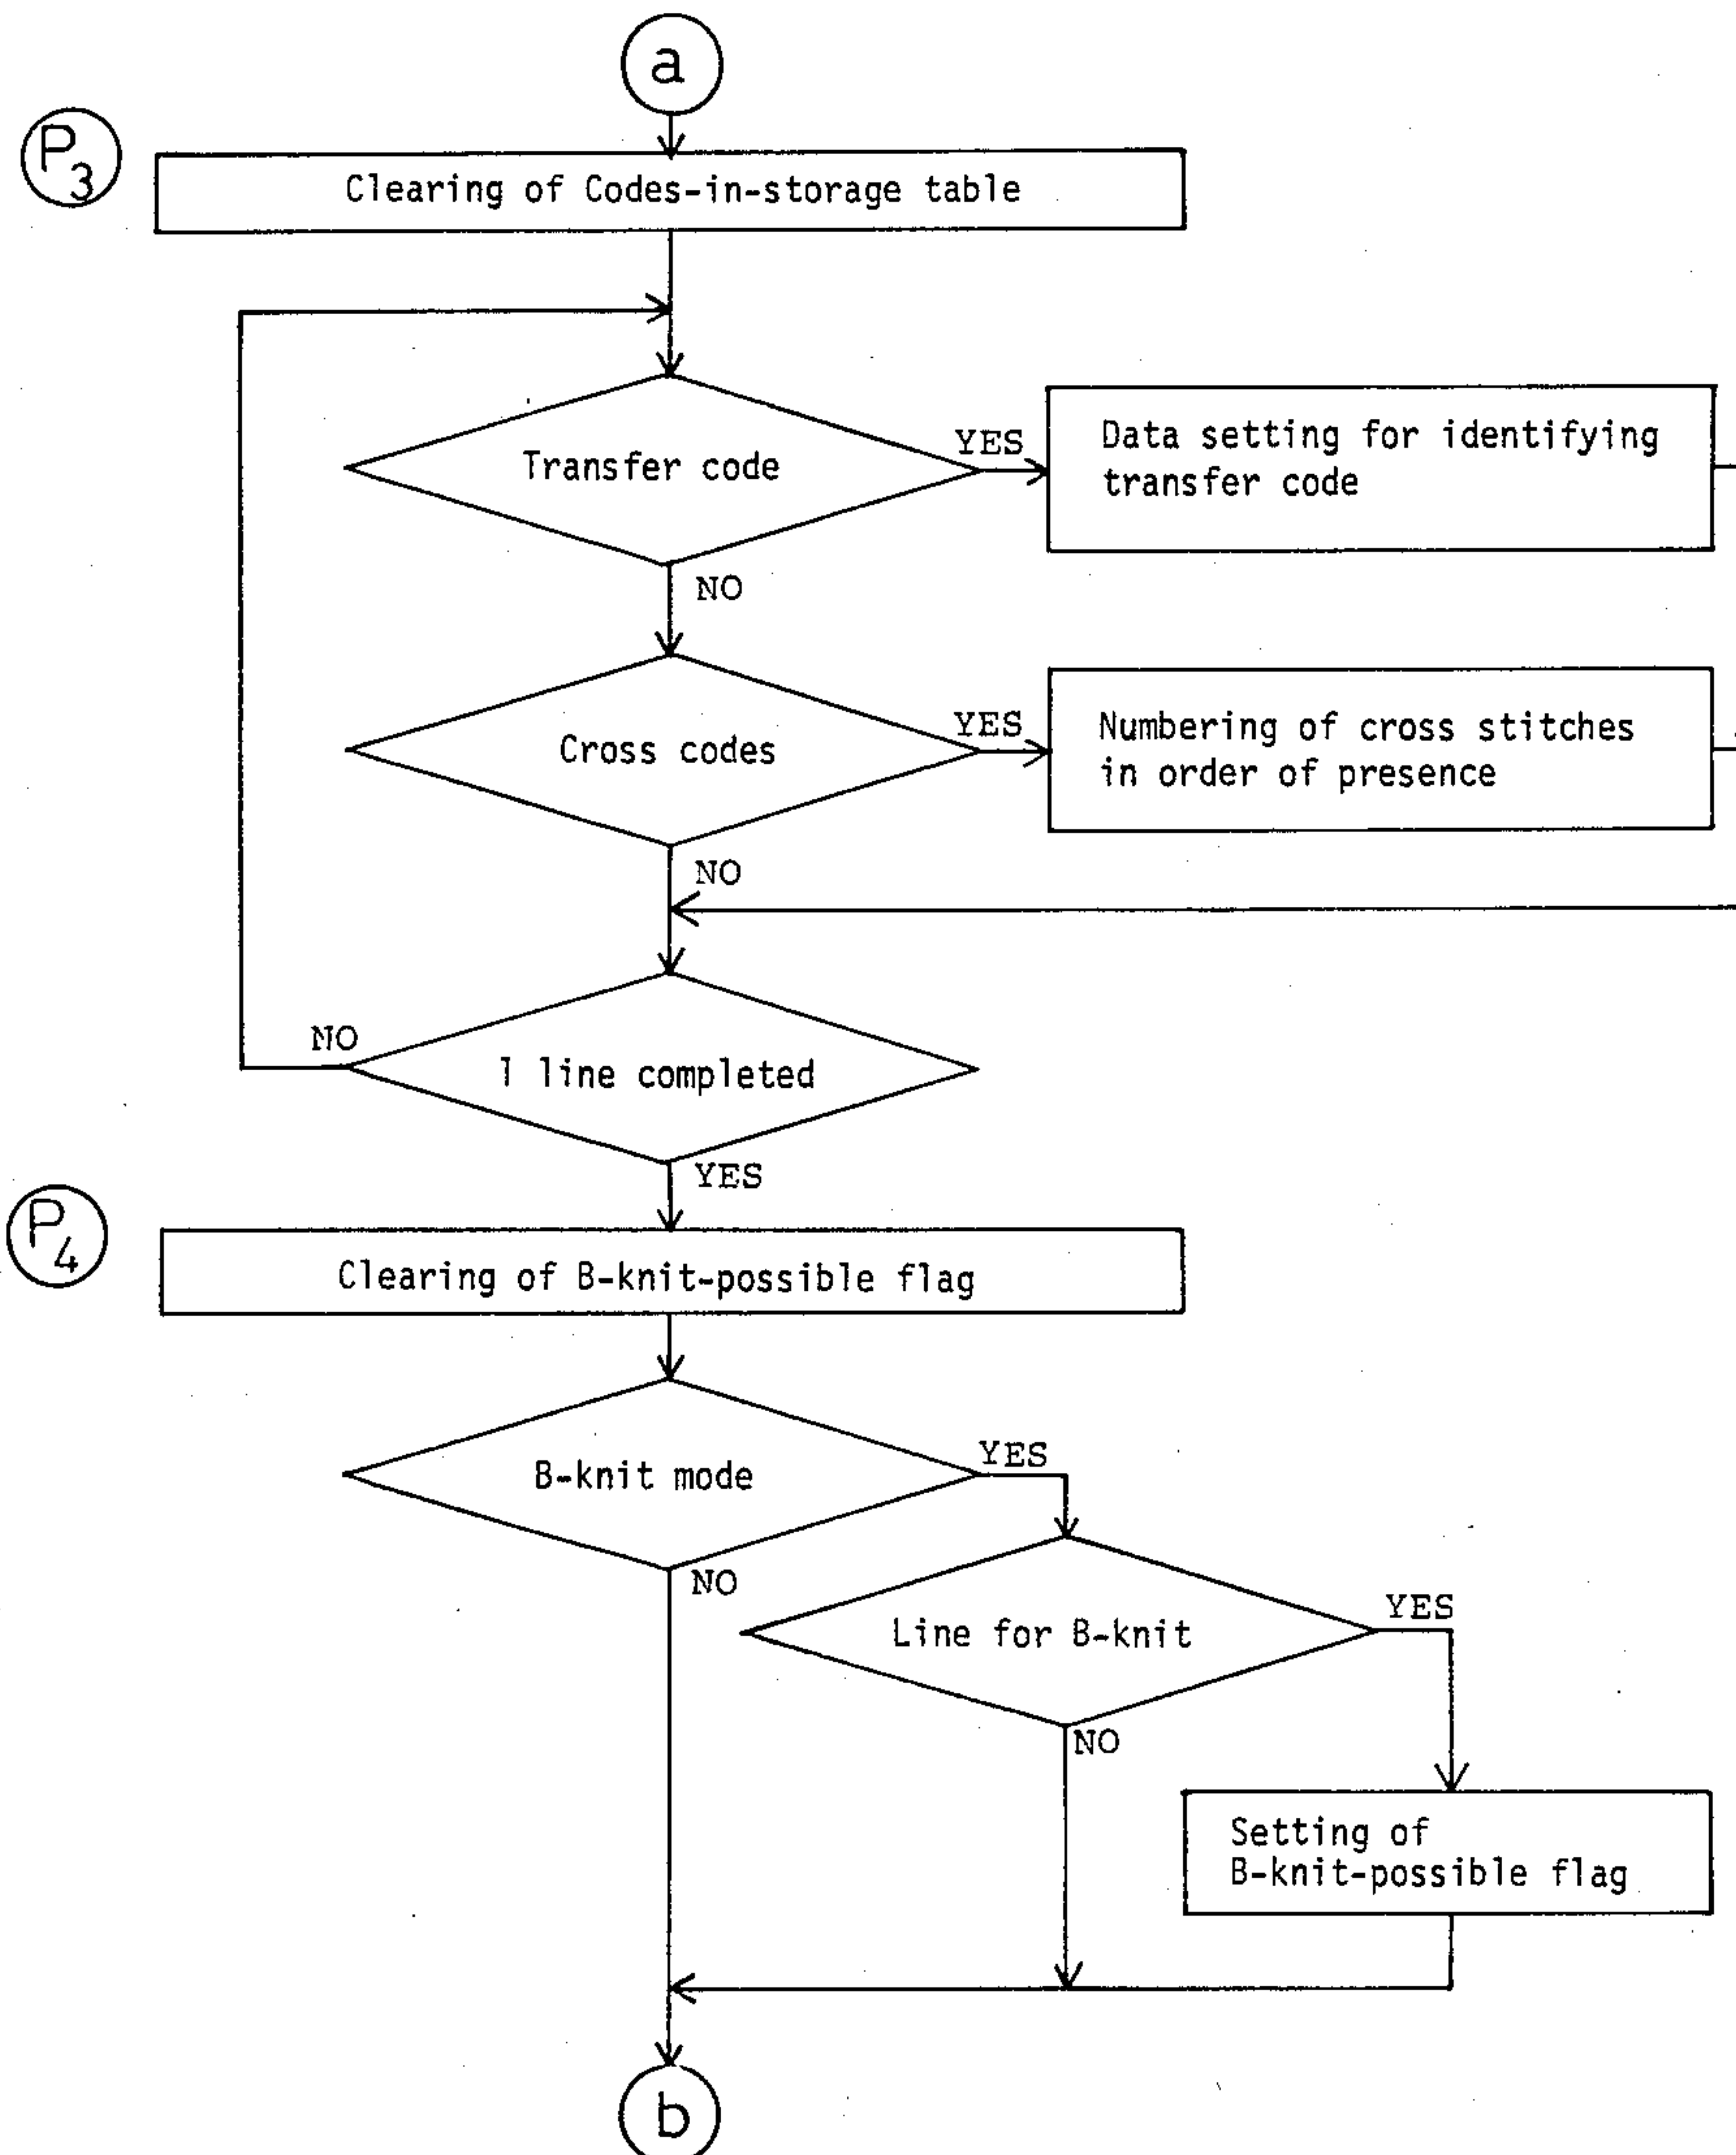 a
P3
Clearing of Codes-in-storage table
Transfer code
YES
Data setting for identifying
transfer code
NO
Cross codes
YES
Numbering of cross stitches
in order of presence
NO
NO
1 line completed
YES
P4
Clearing of B-knit-possible flag
B-knit mode
YES
NO
Line for B-knit
YES
NO
Setting of
B-knit-possible flag
b